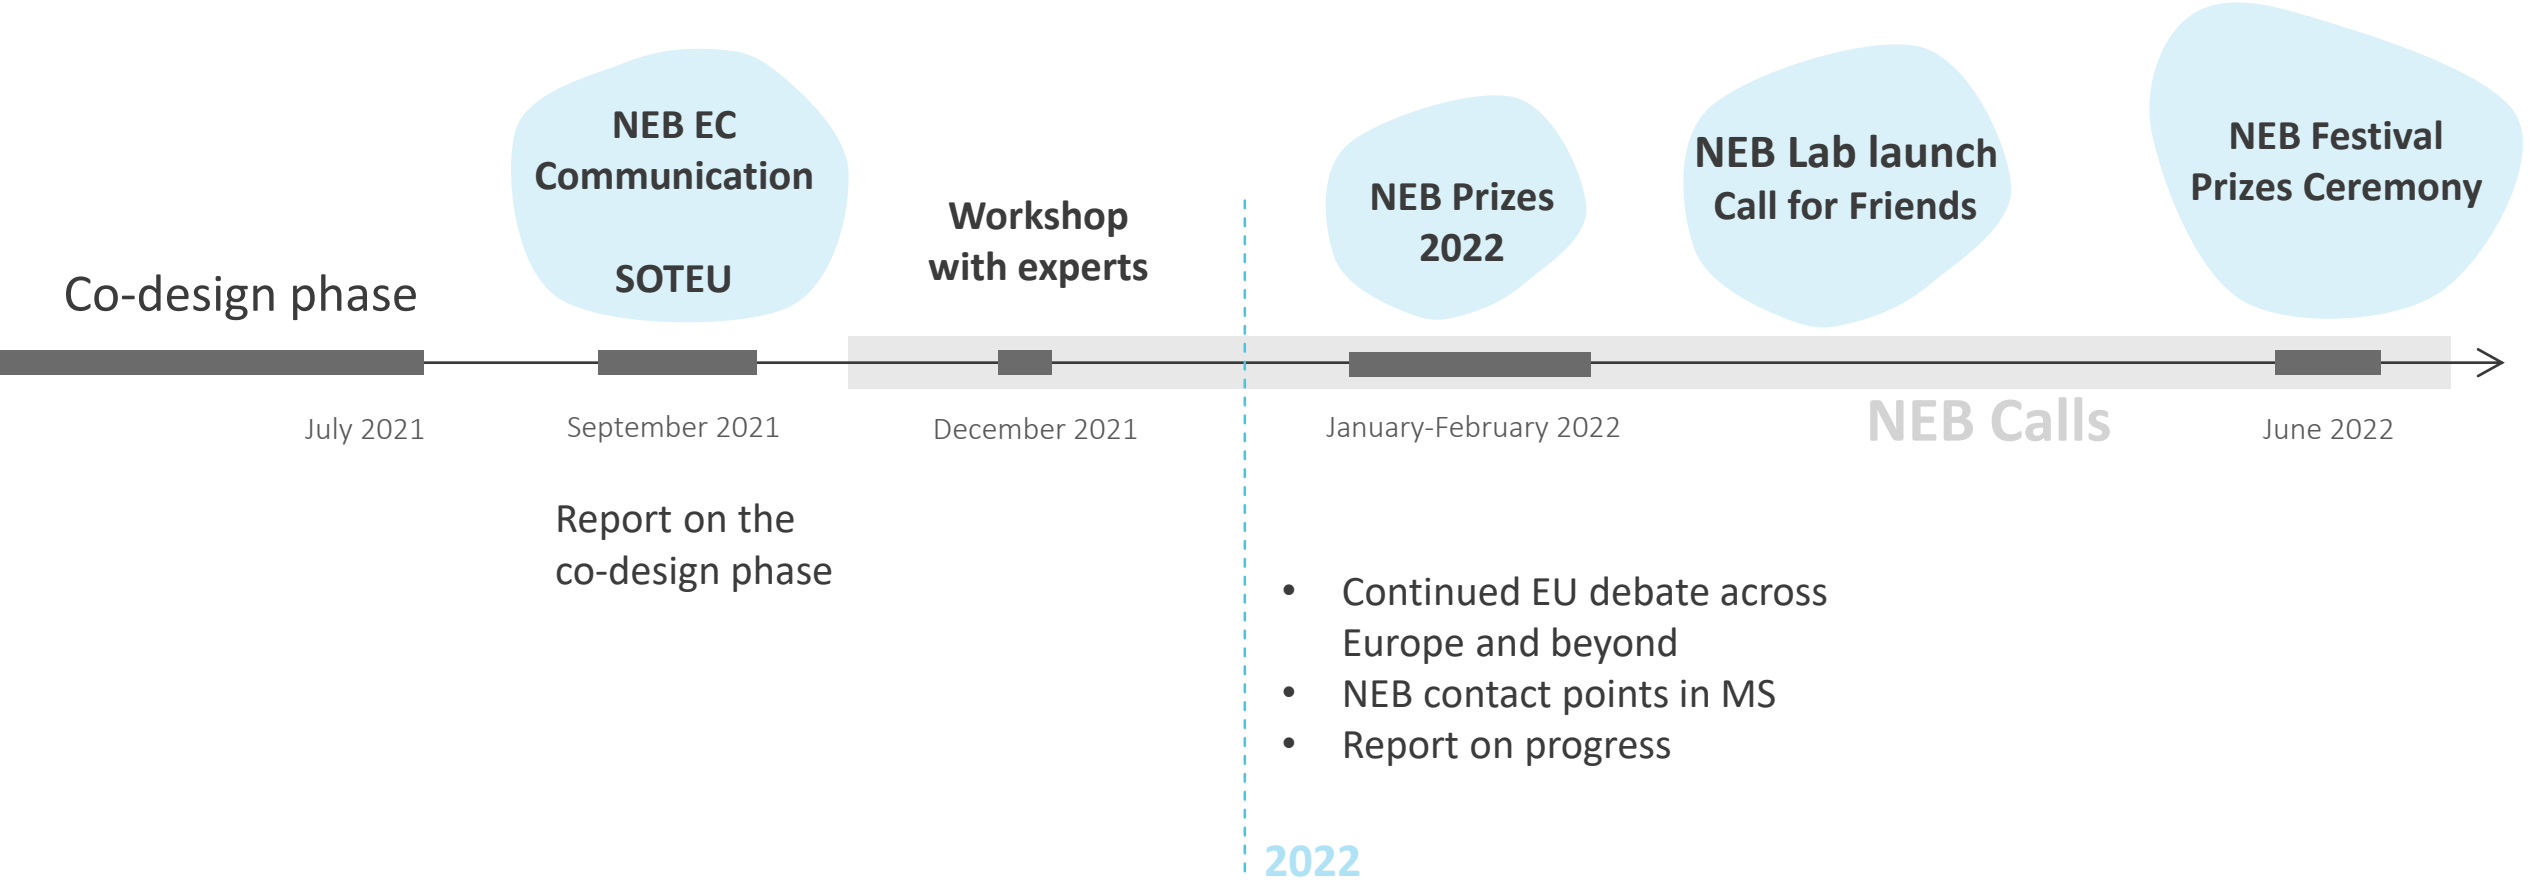 Co-design phase
NEB EC
Communication
SOTEU
Workshop
with experts
NEB Prizes
2022
NEB Lab launch
Call for Friends
NEB Festival
Prizes Ceremony
July 2021
September 2021
December 2021
January-February 2022
NEB Calls
June 2022
Report on the
co-design phase
• Continued EU debate across
Europe and beyond
• NEB contact points in MS
• Report on progress
2022